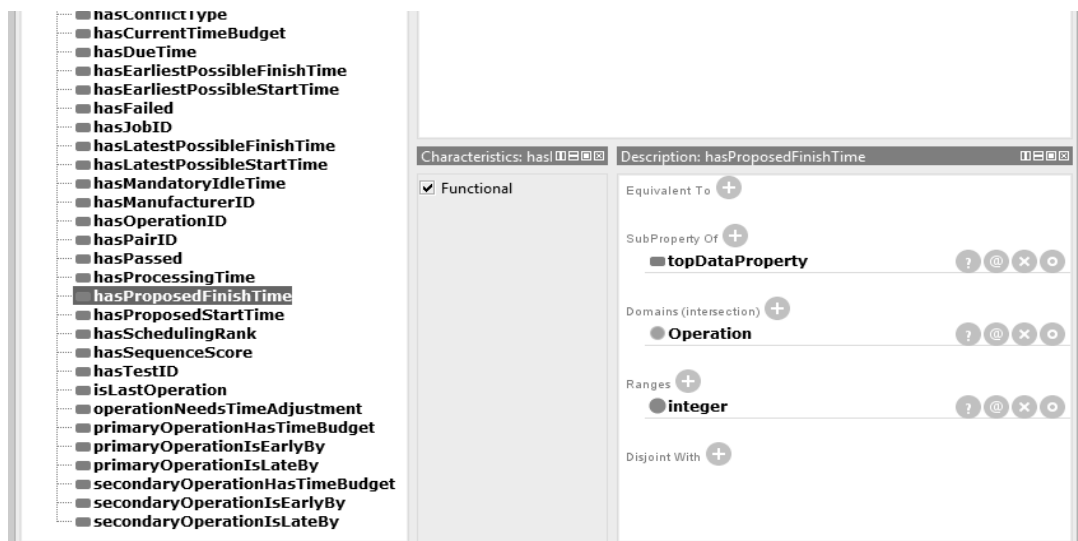 hasConflictType
hasCurrentTimeBudget
hasDueTime
hasEarliestPossibleFinishTime
hasEarliestPossibleStartTime
hasFailed
hasJobID
hasLatestPossibleFinishTime
hasLatestPossibleStartTime
hasMandatoryIdleTime
hasManufacturerID
hasOperationID
hasPairID
hasPassed
hasProcessingTime
hasProposedFinishTime
hasProposedStartTime
hasSchedulingRank
hasSequenceScore
hasTestID
isLastOperation
operationNeedsTimeAdjustment
primaryOperationHasTimeBudget
primaryOperationIsEarlyBy
primaryOperationIsLateBy
secondaryOperationHasTimeBudget
secondaryOperationIsEarlyBy
secondaryOperationIsLateBy
Characteristics: hasl
Functional
Description: hasProposedFinishTime
Equivalent To
SubProperty Of
topDataProperty
Domains (intersection)
Operation
Ranges
integer
Disjoint With